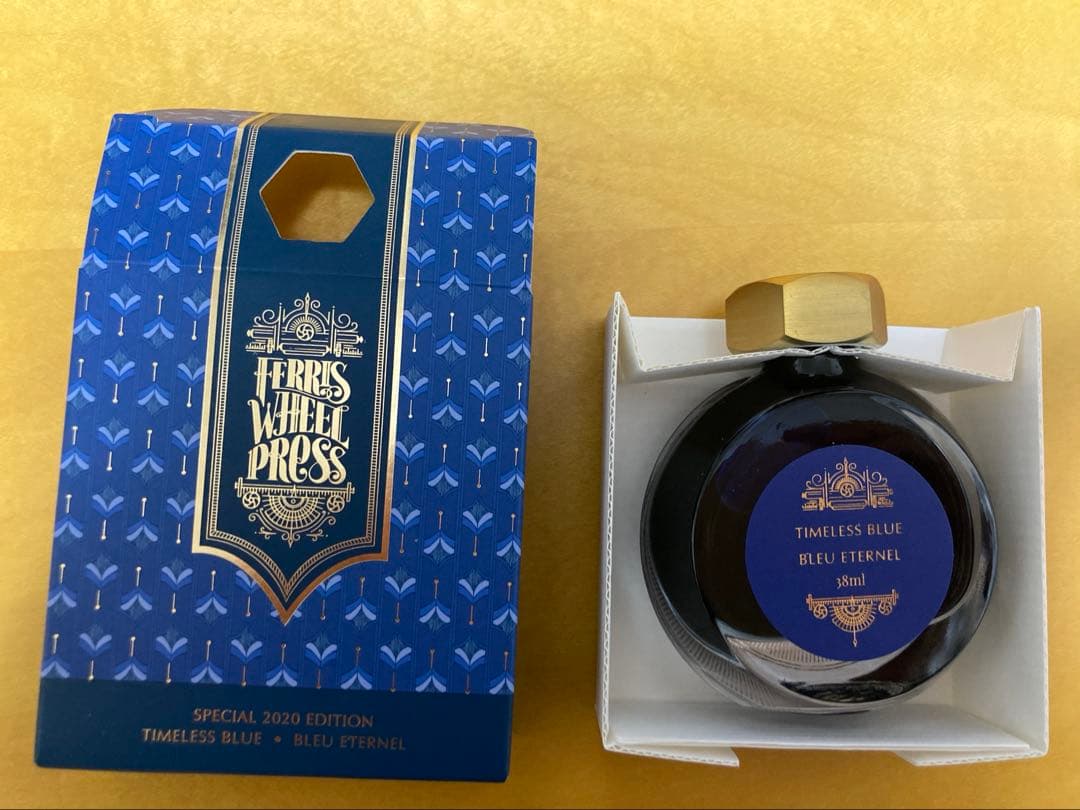 FERRIS
WHEEL
PRESS
SPECIAL 2020 EDITION
TIMELESS BLUE • BLEU ETERNEL
TIMELESS BLUE
BLEU ETERNEL
38ml